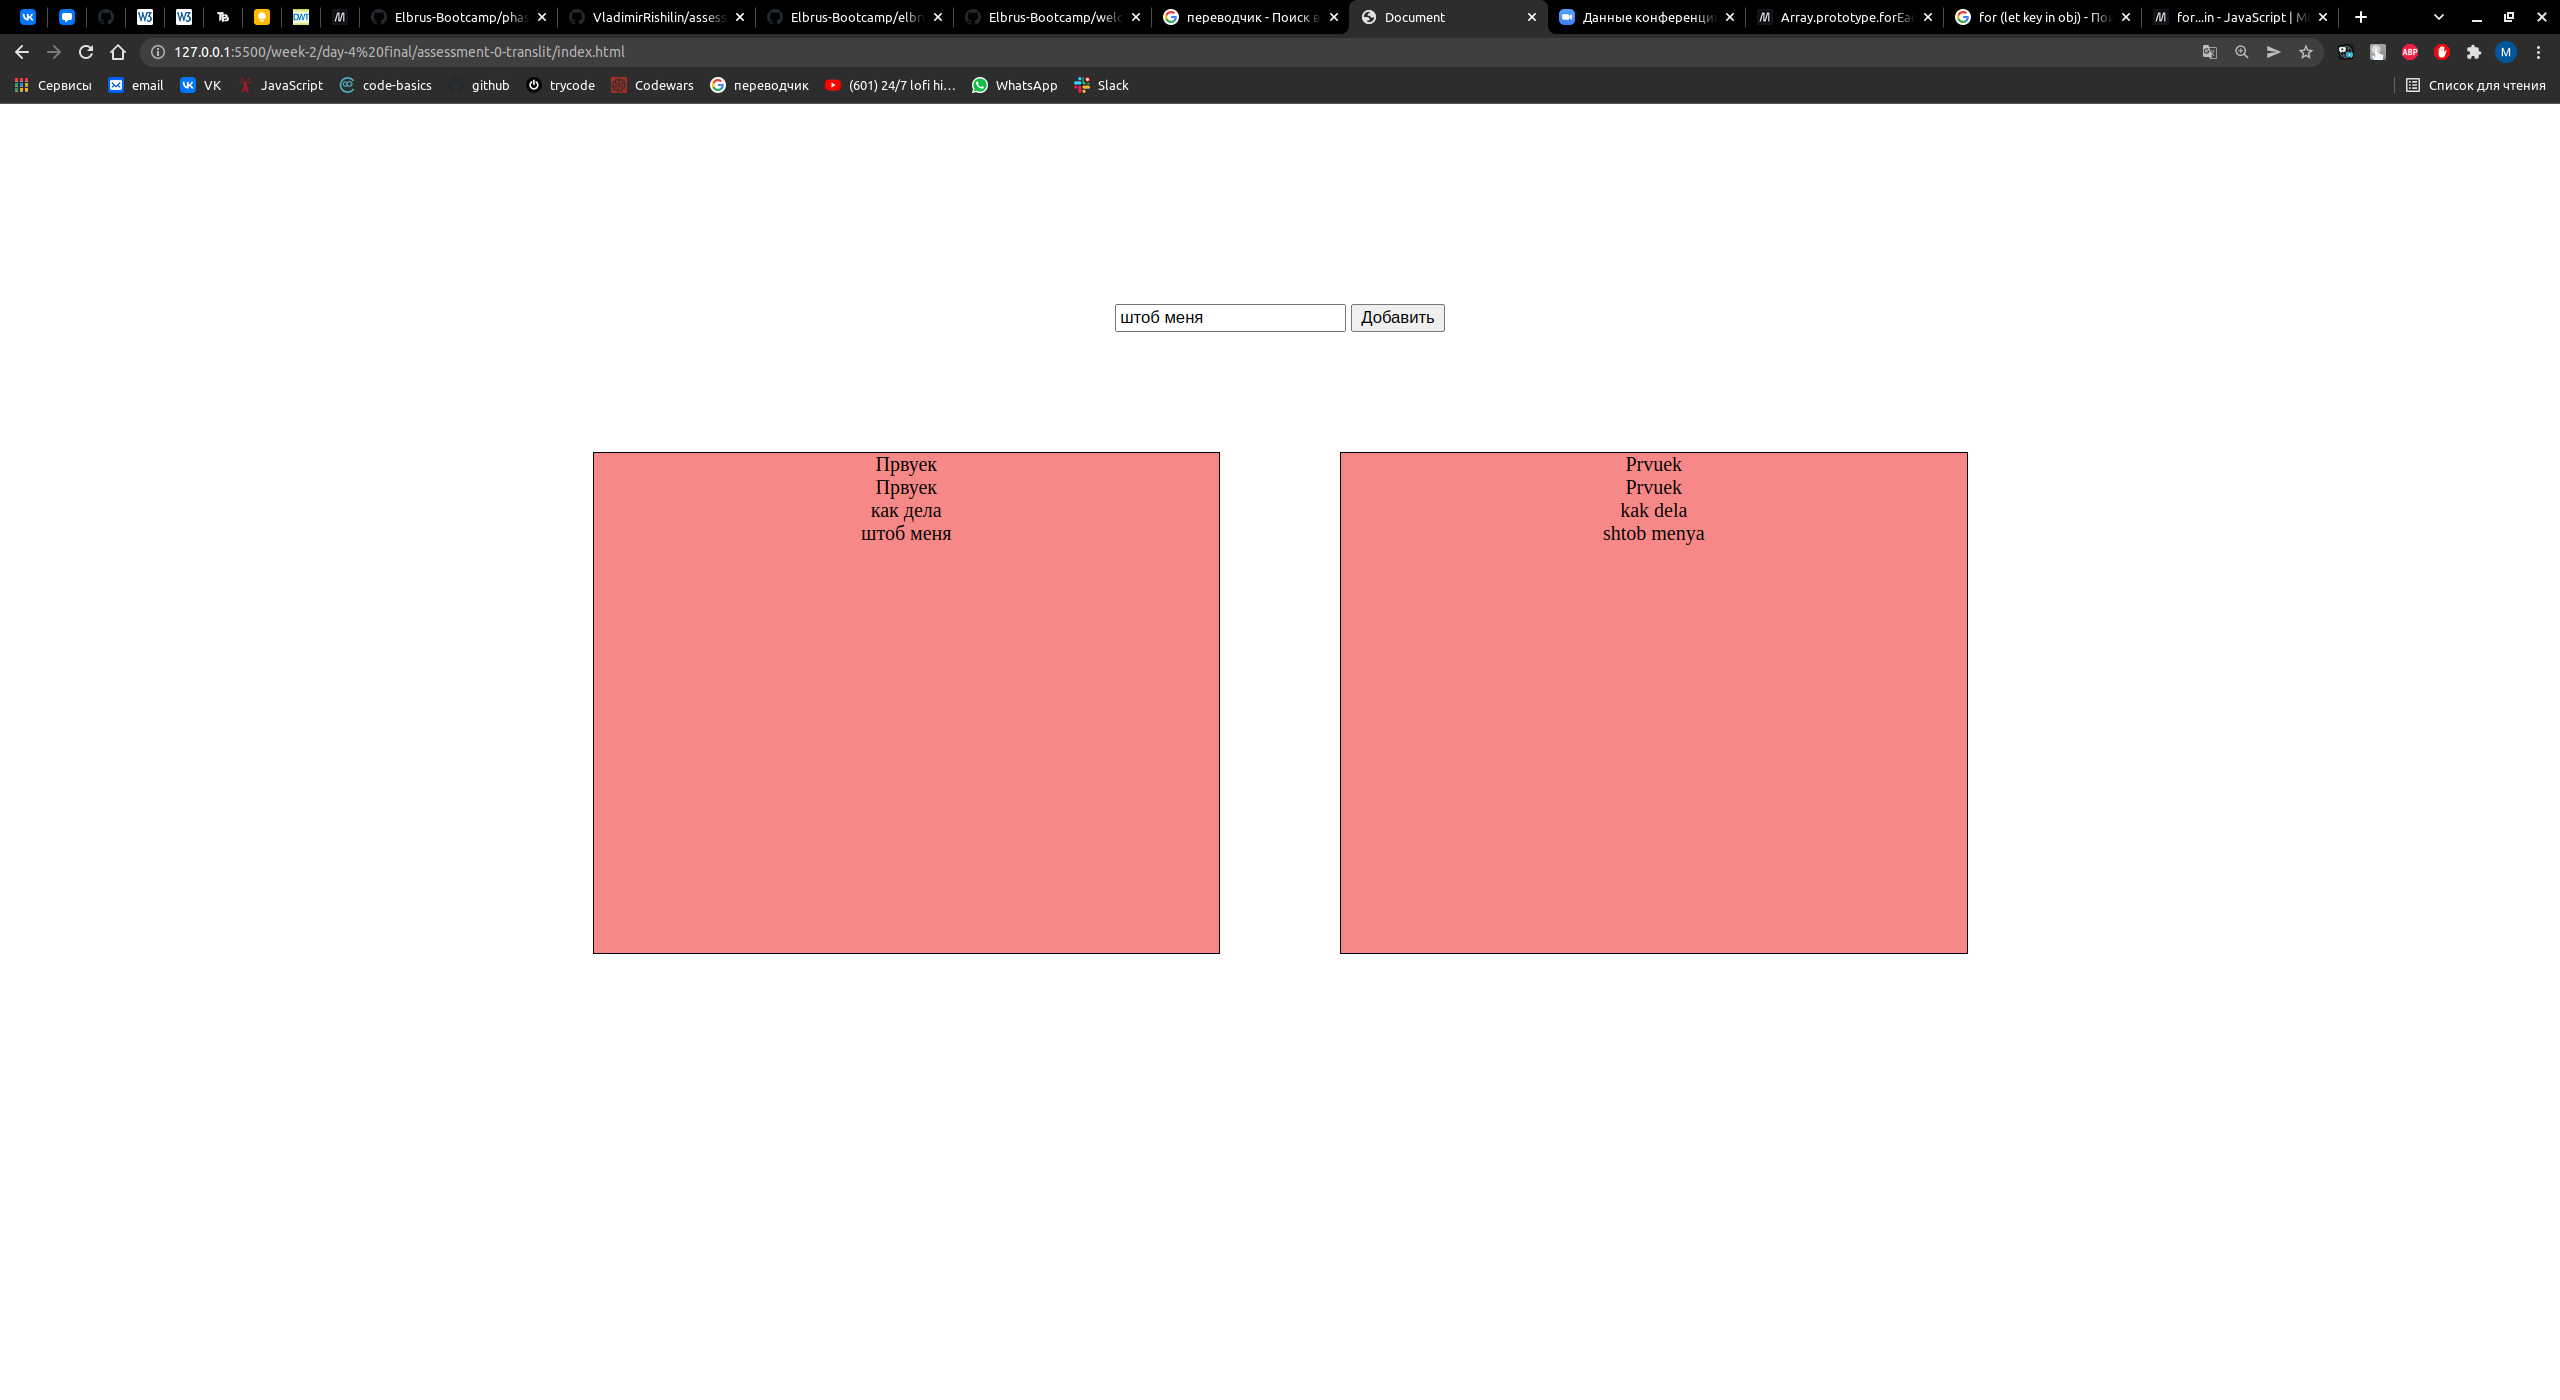 Elbrus-Bootcamp/phas
VladimirRishilin/assess
Elbrus-Bootcamp/elbr
Elbrus-Bootcamp/welc
переводчик - Поиск в
Document
Данные конференци
Array.prototype.forEac
for (let key in obj) - По
for...in - JavaScript | M
127.0.0.1:5500/week-2/day-4%20final/assessment-0-translit/index.html
M
Сервисы
email
VK
JavaScript
code-basics
github
trycode
Codewars
переводчик
(601) 24/7 lofi hi...
WhatsApp
Slack
Список для чтения
штоб меня
Добавить
Првуек
Првуек
как дела
штоб меня
Prvuek
Prvuek
kak dela
shtob menya